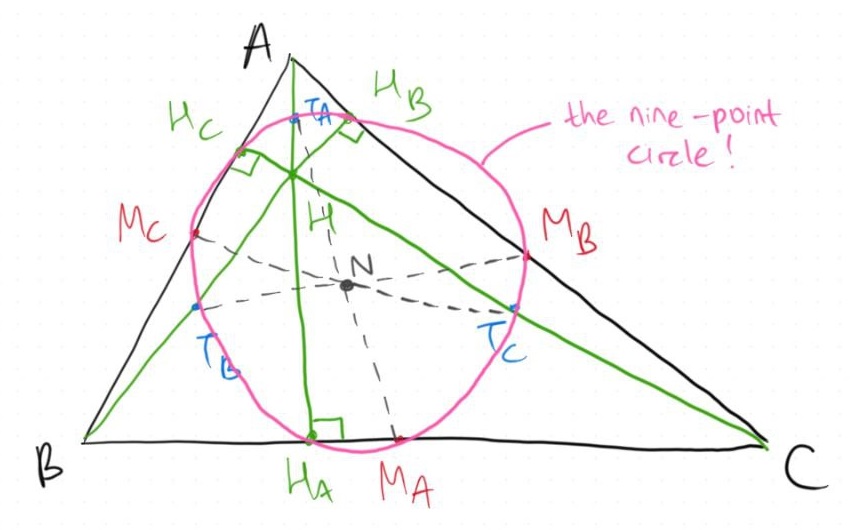 A
H_B
T_A
H_C
the nine-point
circle!
H
M_C
M_B
N
T_B
T_C
B
H_A
M_A
C